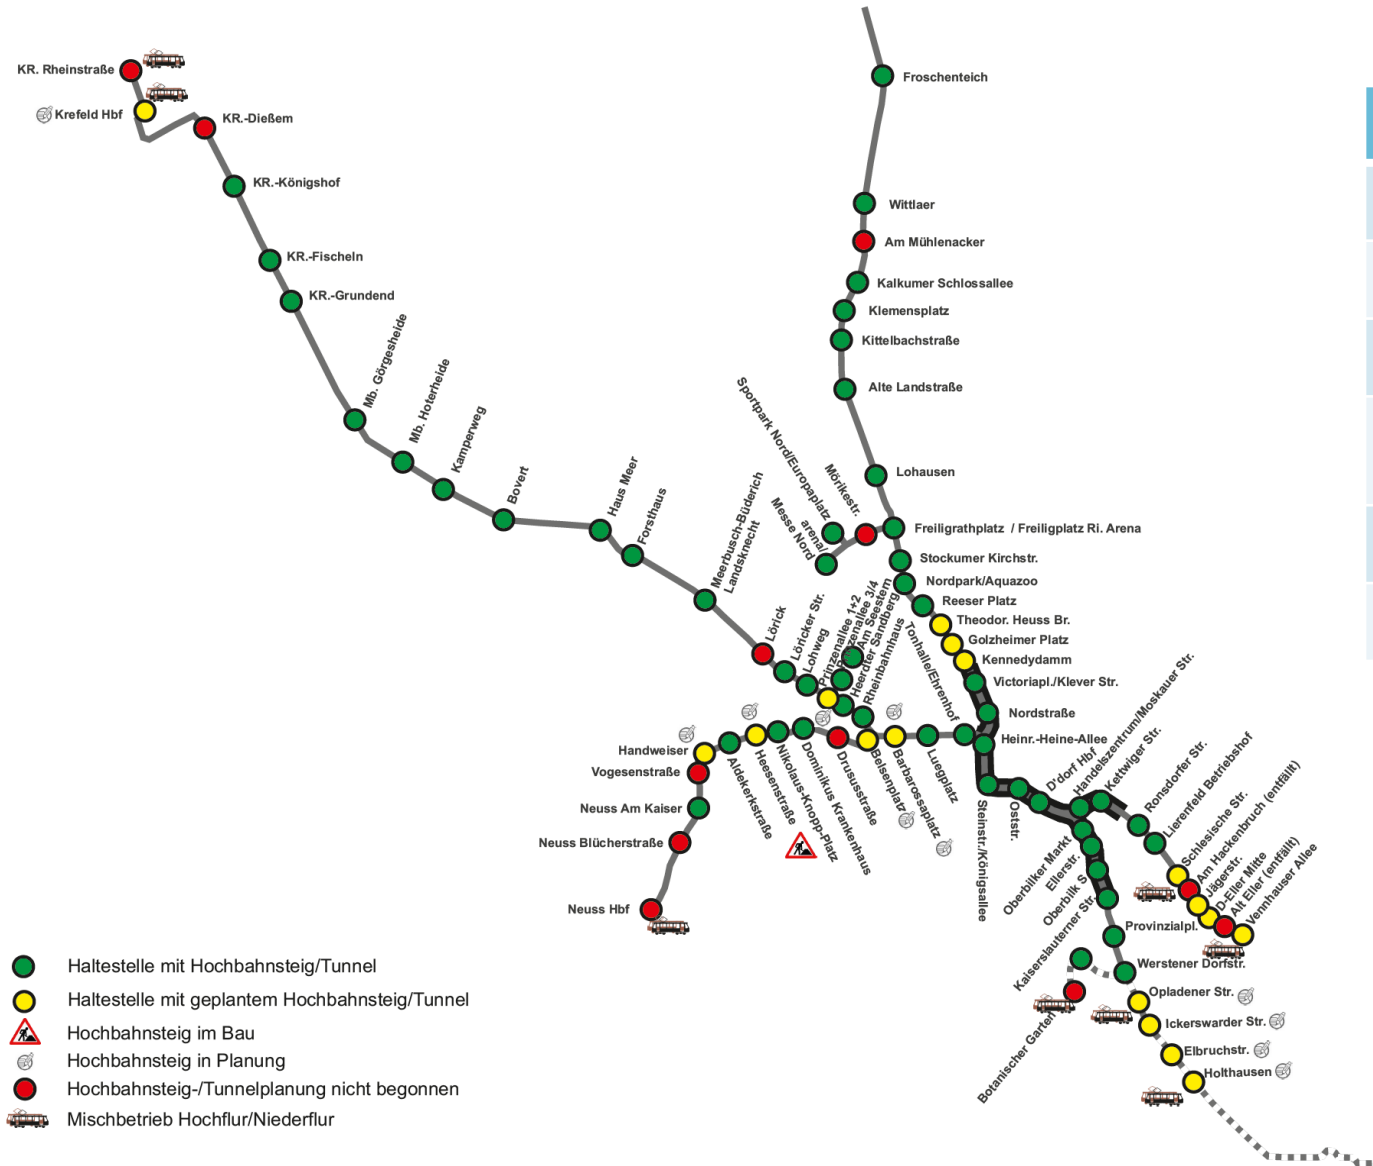 KR. Rheinstraße
Krefeld Hbf
KR.-Dießem
KR.-Königshof
KR.-Fischeln
KR.-Grundend
Mb. Görgesheide
Mb. Hoterheide
Kamperweg
Bovert
Haus Meer
Forsthaus
Meerbusch-Büderich
Landsknecht
Lörick
Löricker Str.
Lohweg
Prinzenallee 1+2
Prinzenallee 3/4
Am Seestern
Heerdter Sandberg
Rheinbahnhaus
Froschenteich
Wittlaer
Am Mühlenacker
Kalkumer Schlossallee
Klemensplatz
Kittelbachstraße
Alte Landstraße
Lohausen
Sportpark Nord/Europaplatz
Mörikestr.
arena/
Messe Nord
Freiligrathplatz / Freiligplatz Ri. Arena
Stockumer Kirchstr.
Nordpark/Aquazoo
Reeser Platz
Theodor. Heuss Br.
Golzheimer Platz
Kennedydamm
Victoriapl./Klever Str.
Nordstraße
Heinr.-Heine-Allee
Tonhalle/Ehrenhof
Handweiser
Vogesenstraße
Neuss Am Kaiser
Neuss Blücherstraße
Neuss Hbf
Aldekerkstraße
Heesenstraße
Nikolaus-Knopp-Platz
Dominikus Krankenhaus
Drususstraße
Belsenplatz
Barbarossaplatz
Luegplatz
Steinstr./Königsallee
Oststr.
D'dorf Hbf
Handelszentrum/Moskauer Str.
Kettwiger Str.
Ronsdorfer Str.
Lierenfeld Betriebshof
Schlesische Str.
Am Hackenbruch (entfällt)
Jägerstr.
D-Eller Mitte
Alt Eller (entfällt)
Vennhauser Allee
Oberbilker Markt
Ellerstr.
Oberbilk S
Kaiserslauterner Str.
Provinzialpl.
Werstener Dorfstr.
Botanischer Garten
Opladener Str.
Ickerswarder Str.
Elbruchstr.
Holthausen
Haltestelle mit Hochbahnsteig/Tunnel
Haltestelle mit geplantem Hochbahnsteig/Tunnel
Hochbahnsteig im Bau
Hochbahnsteig in Planung
Hochbahnsteig-/Tunnelplanung nicht begonnen
Mischbetrieb Hochflur/Niederflur